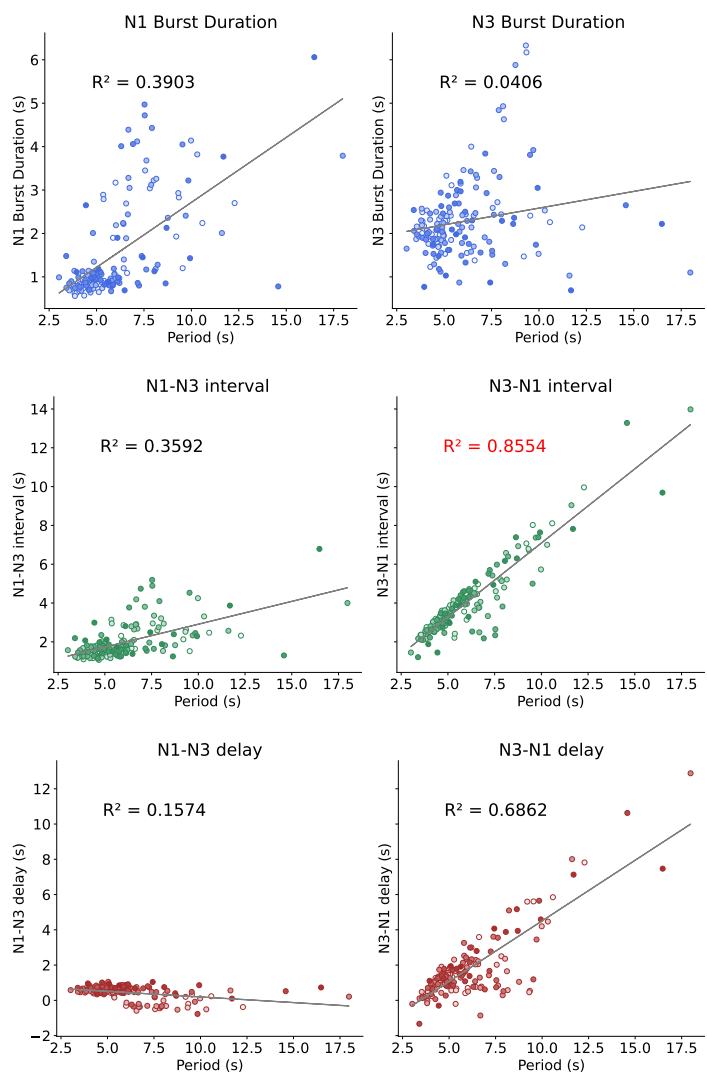 N1 Burst Duration
N3 Burst Duration
R² = 0.3903
R² = 0.0406
N1 Burst Duration (s)
6
5
4
3
2
1
2.5 5.0 7.5 10.0 12.5 15.0 17.5
Period (s)
N3 Burst Duration (s)
2.5 5.0 7.5 10.0 12.5 15.0 17.5
Period (s)
N1-N3 interval
N3-N1 interval
R² = 0.3592
R² = 0.8554
N1-N3 interval (s)
14
12
10
8
6
4
2
2.5 5.0 7.5 10.0 12.5 15.0 17.5
Period (s)
N3-N1 interval (s)
2.5 5.0 7.5 10.0 12.5 15.0 17.5
Period (s)
N1-N3 delay
N3-N1 delay
R² = 0.1574
R² = 0.6862
N1-N3 delay (s)
12
10
8
6
4
2
0
−2
2.5 5.0 7.5 10.0 12.5 15.0 17.5
Period (s)
N3-N1 delay (s)
2.5 5.0 7.5 10.0 12.5 15.0 17.5
Period (s)